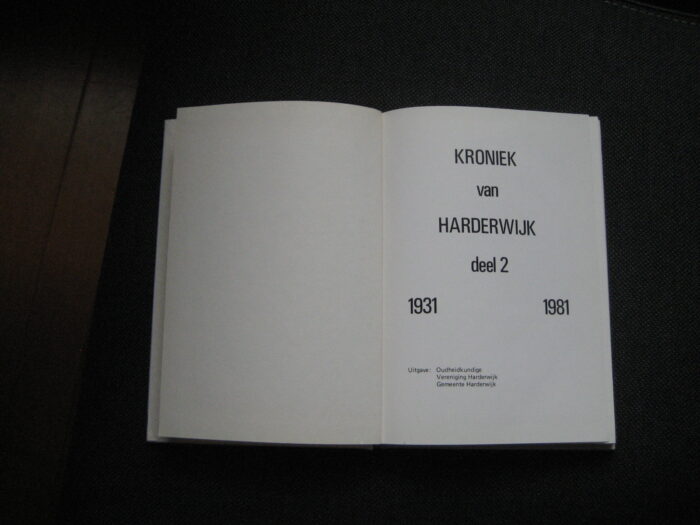 KRONIEK
van
HARDERWIJK
deel 2
1931 1981
Uitgave: Oudheidkundige
Vereniging Harderwijk
Gemeente Harderwijk